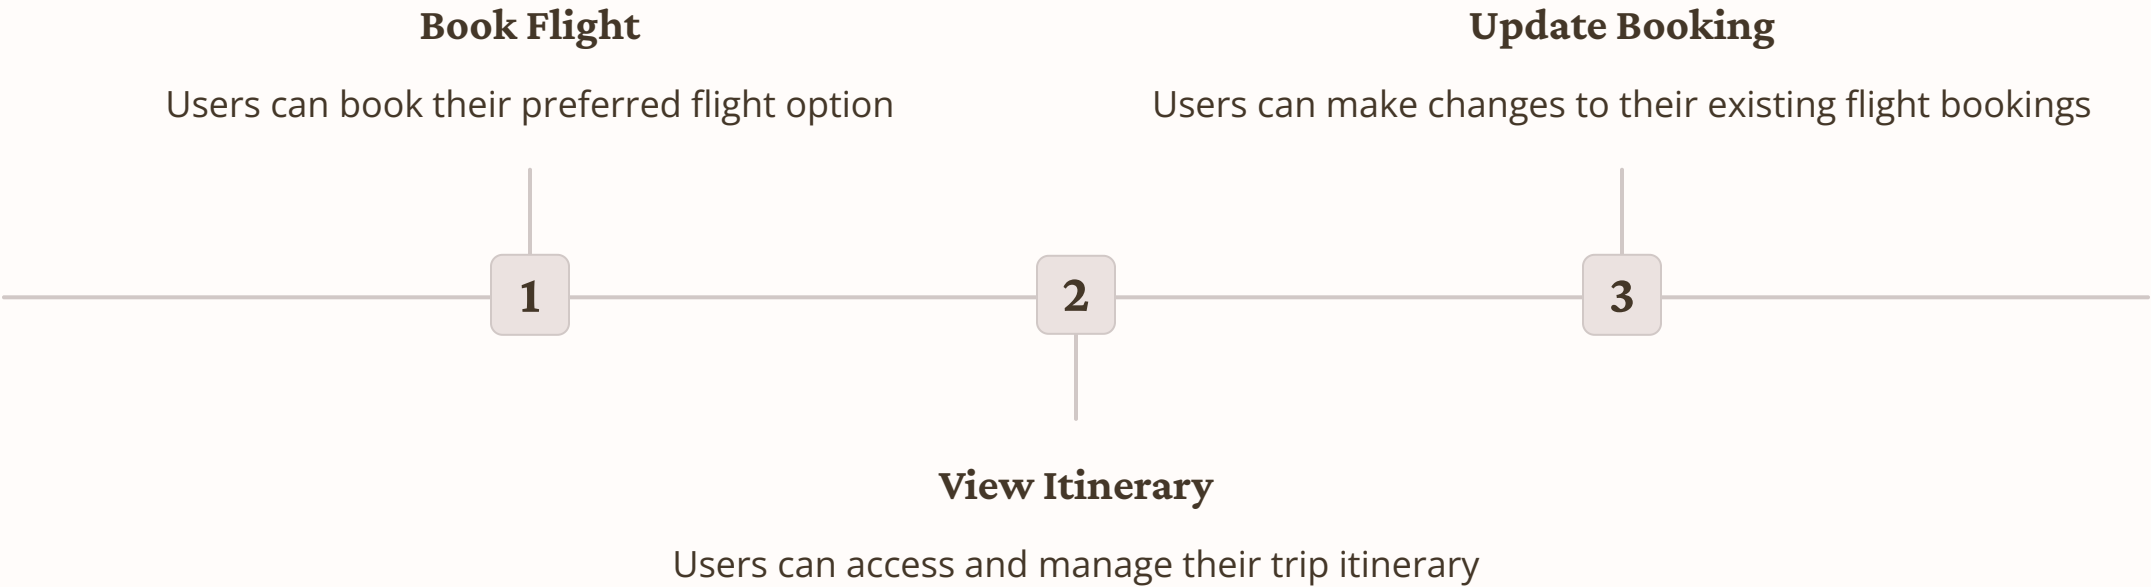 Book Flight
Users can book their preferred flight option
Update Booking
Users can make changes to their existing flight bookings
1
2
3
View Itinerary
Users can access and manage their trip itinerary